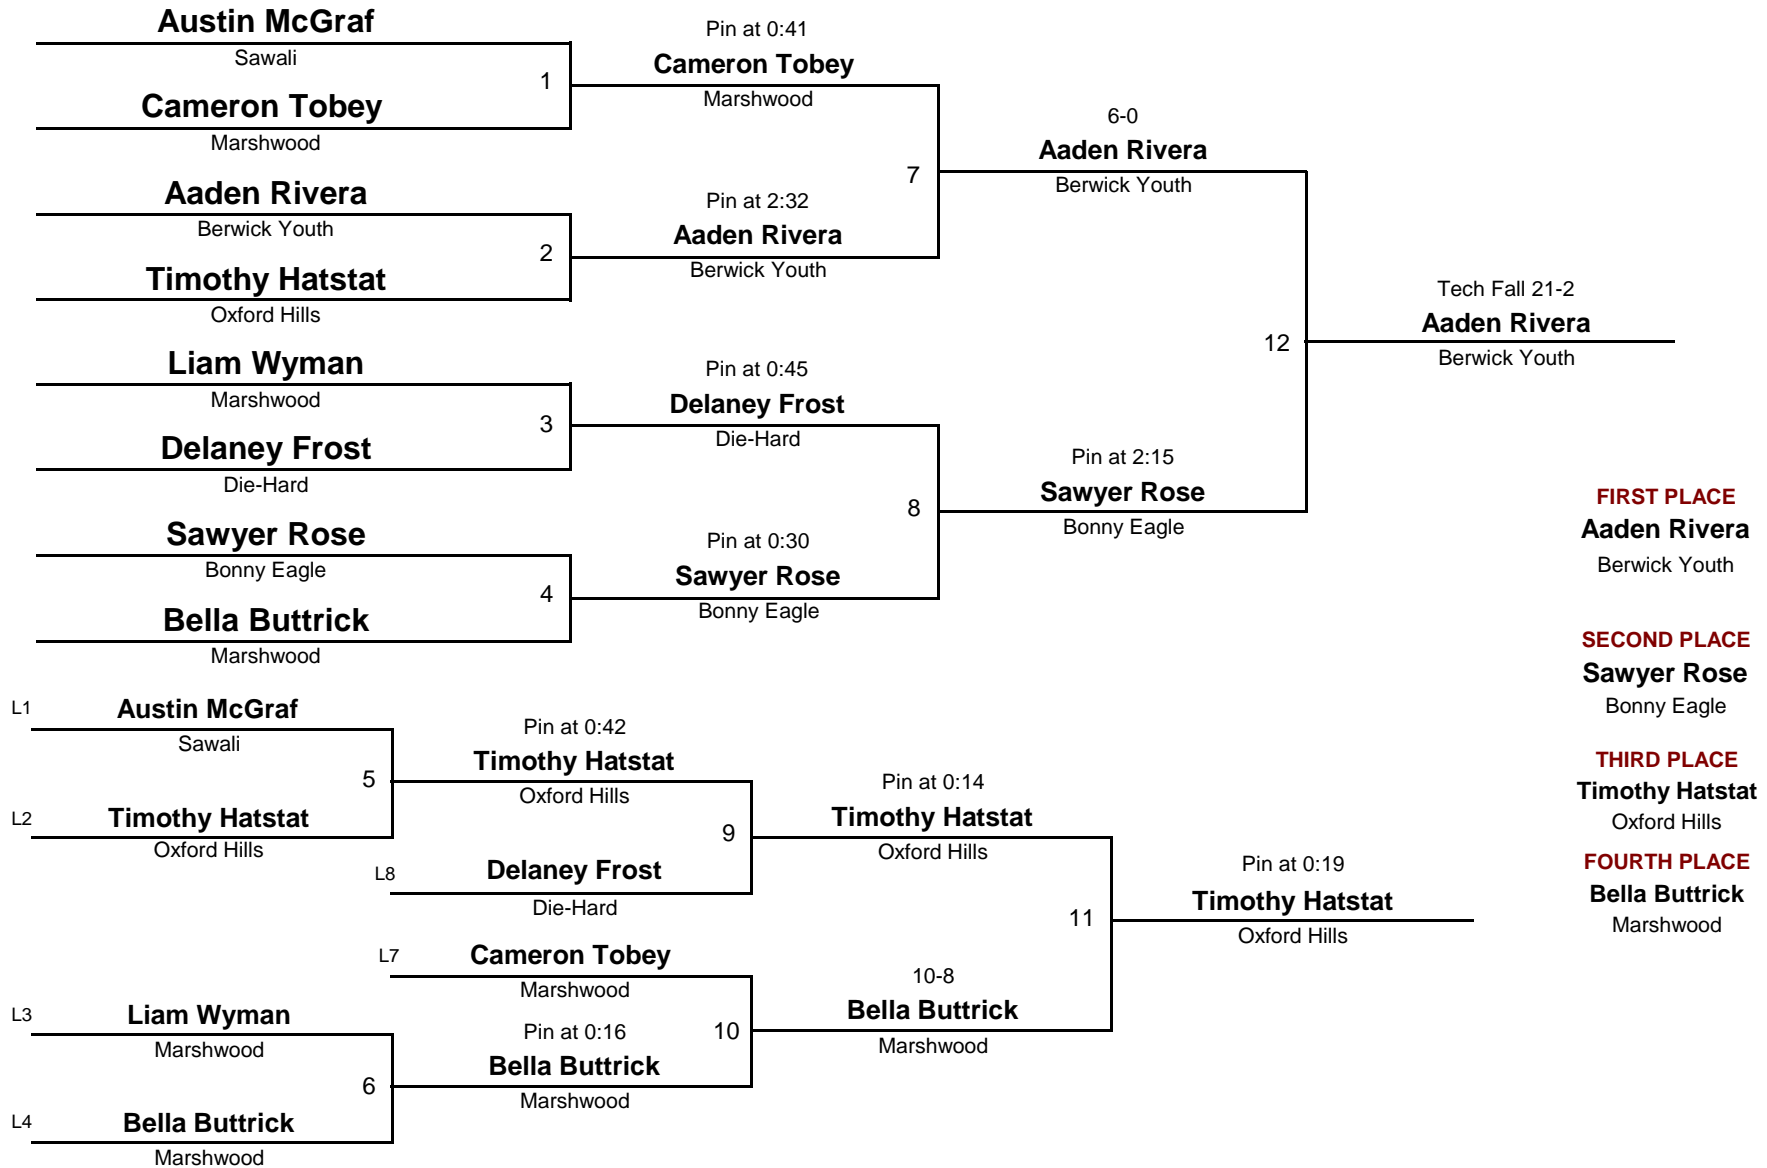 Austin McGraf
Sawali
1
Cameron Tobey
Marshwood
Aaden Rivera
Berwick Youth
2
Timothy Hatstat
Oxford Hills
Liam Wyman
Marshwood
3
Delaney Frost
Die-Hard
Sawyer Rose
Bonny Eagle
4
Bella Buttrick
Marshwood
Pin at 0:41
Cameron Tobey
Marshwood
7
Pin at 2:32
Aaden Rivera
Berwick Youth
Pin at 0:45
Delaney Frost
Die-Hard
8
Pin at 0:30
Sawyer Rose
Bonny Eagle
6-0
Aaden Rivera
Berwick Youth
12
Pin at 2:15
Sawyer Rose
Bonny Eagle
Tech Fall 21-2
Aaden Rivera
Berwick Youth
FIRST PLACE
Aaden Rivera
Berwick Youth
SECOND PLACE
Sawyer Rose
Bonny Eagle
THIRD PLACE
Timothy Hatstat
Oxford Hills
FOURTH PLACE
Bella Buttrick
Marshwood
L1
Austin McGraf
Sawali
5
L2
Timothy Hatstat
Oxford Hills
L3
Liam Wyman
Marshwood
6
L4
Bella Buttrick
Marshwood
Pin at 0:42
Timothy Hatstat
Oxford Hills
9
L8
Delaney Frost
Die-Hard
L7
Cameron Tobey
Marshwood
10
Pin at 0:16
Bella Buttrick
Marshwood
Pin at 0:14
Timothy Hatstat
Oxford Hills
11
10-8
Bella Buttrick
Marshwood
Pin at 0:19
Timothy Hatstat
Oxford Hills